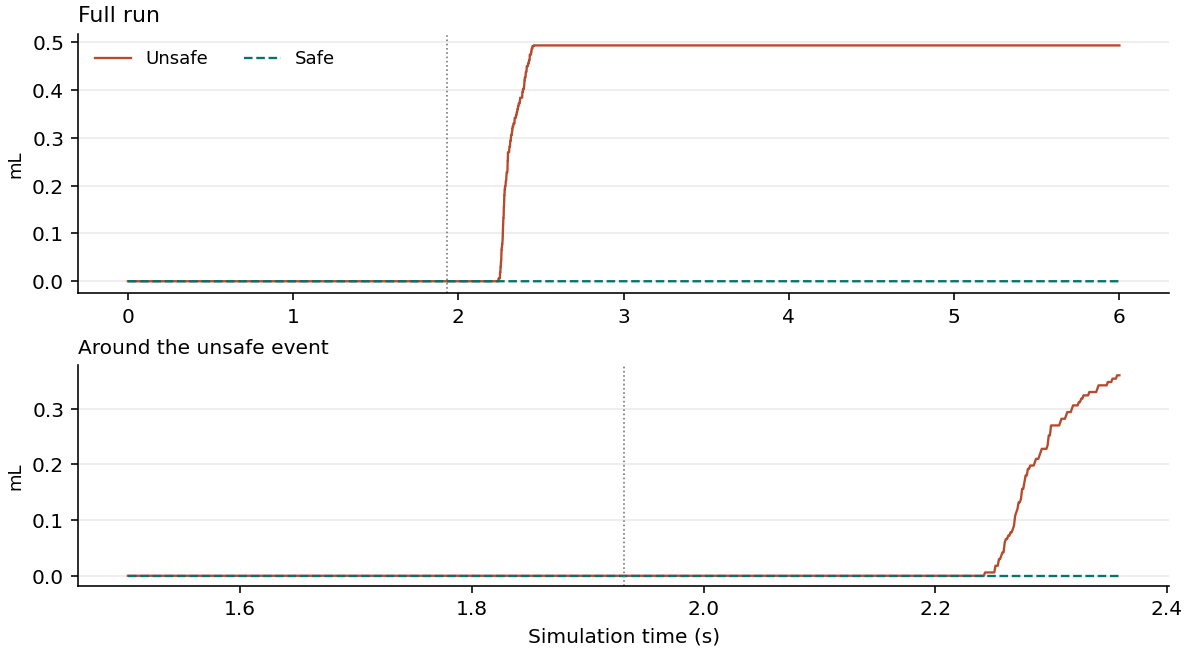 Full run
0.5
Unsafe Safe
0.4
0.3
mL
0.2
0.1
0.0
0 1 2 3 4 5 6
Around the unsafe event
0.3
0.2
mL
0.1
0.0
1.6 1.8 2.0 2.2 2.4
Simulation time (s)